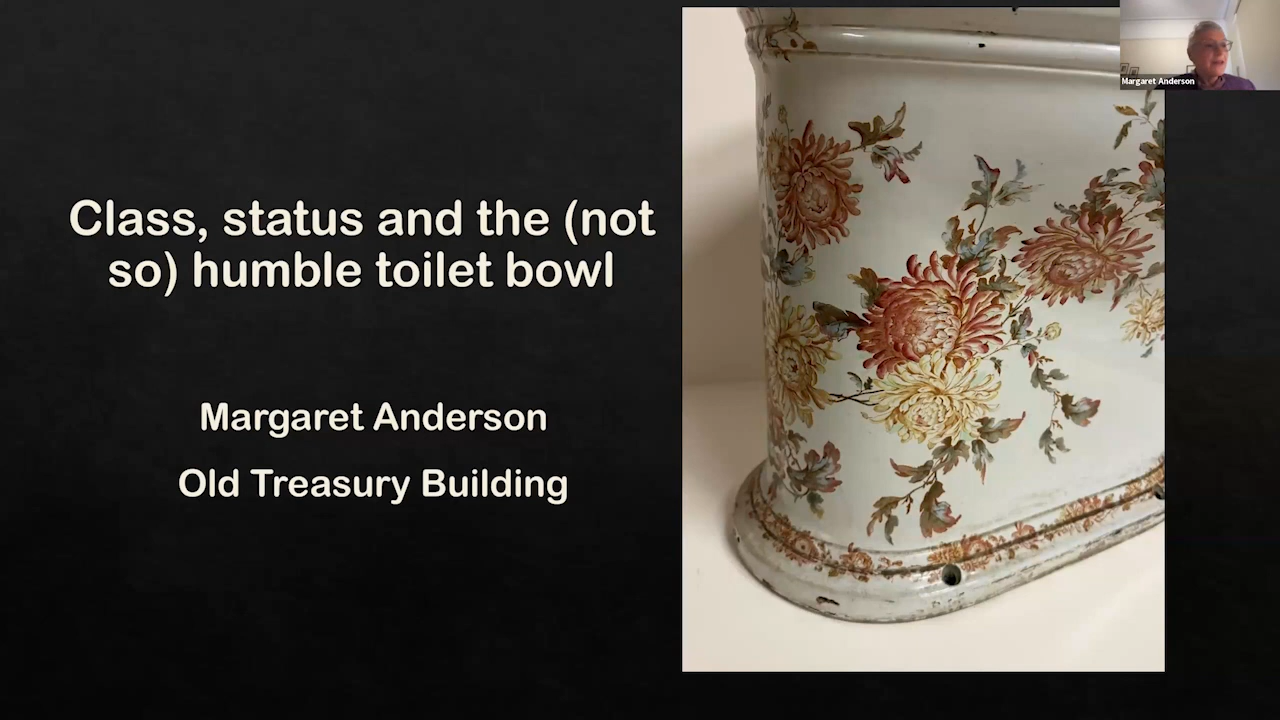 Class, status and the (not
so) humble toilet bowl
Margaret Anderson
Old Treasury Building
Margaret Anderson